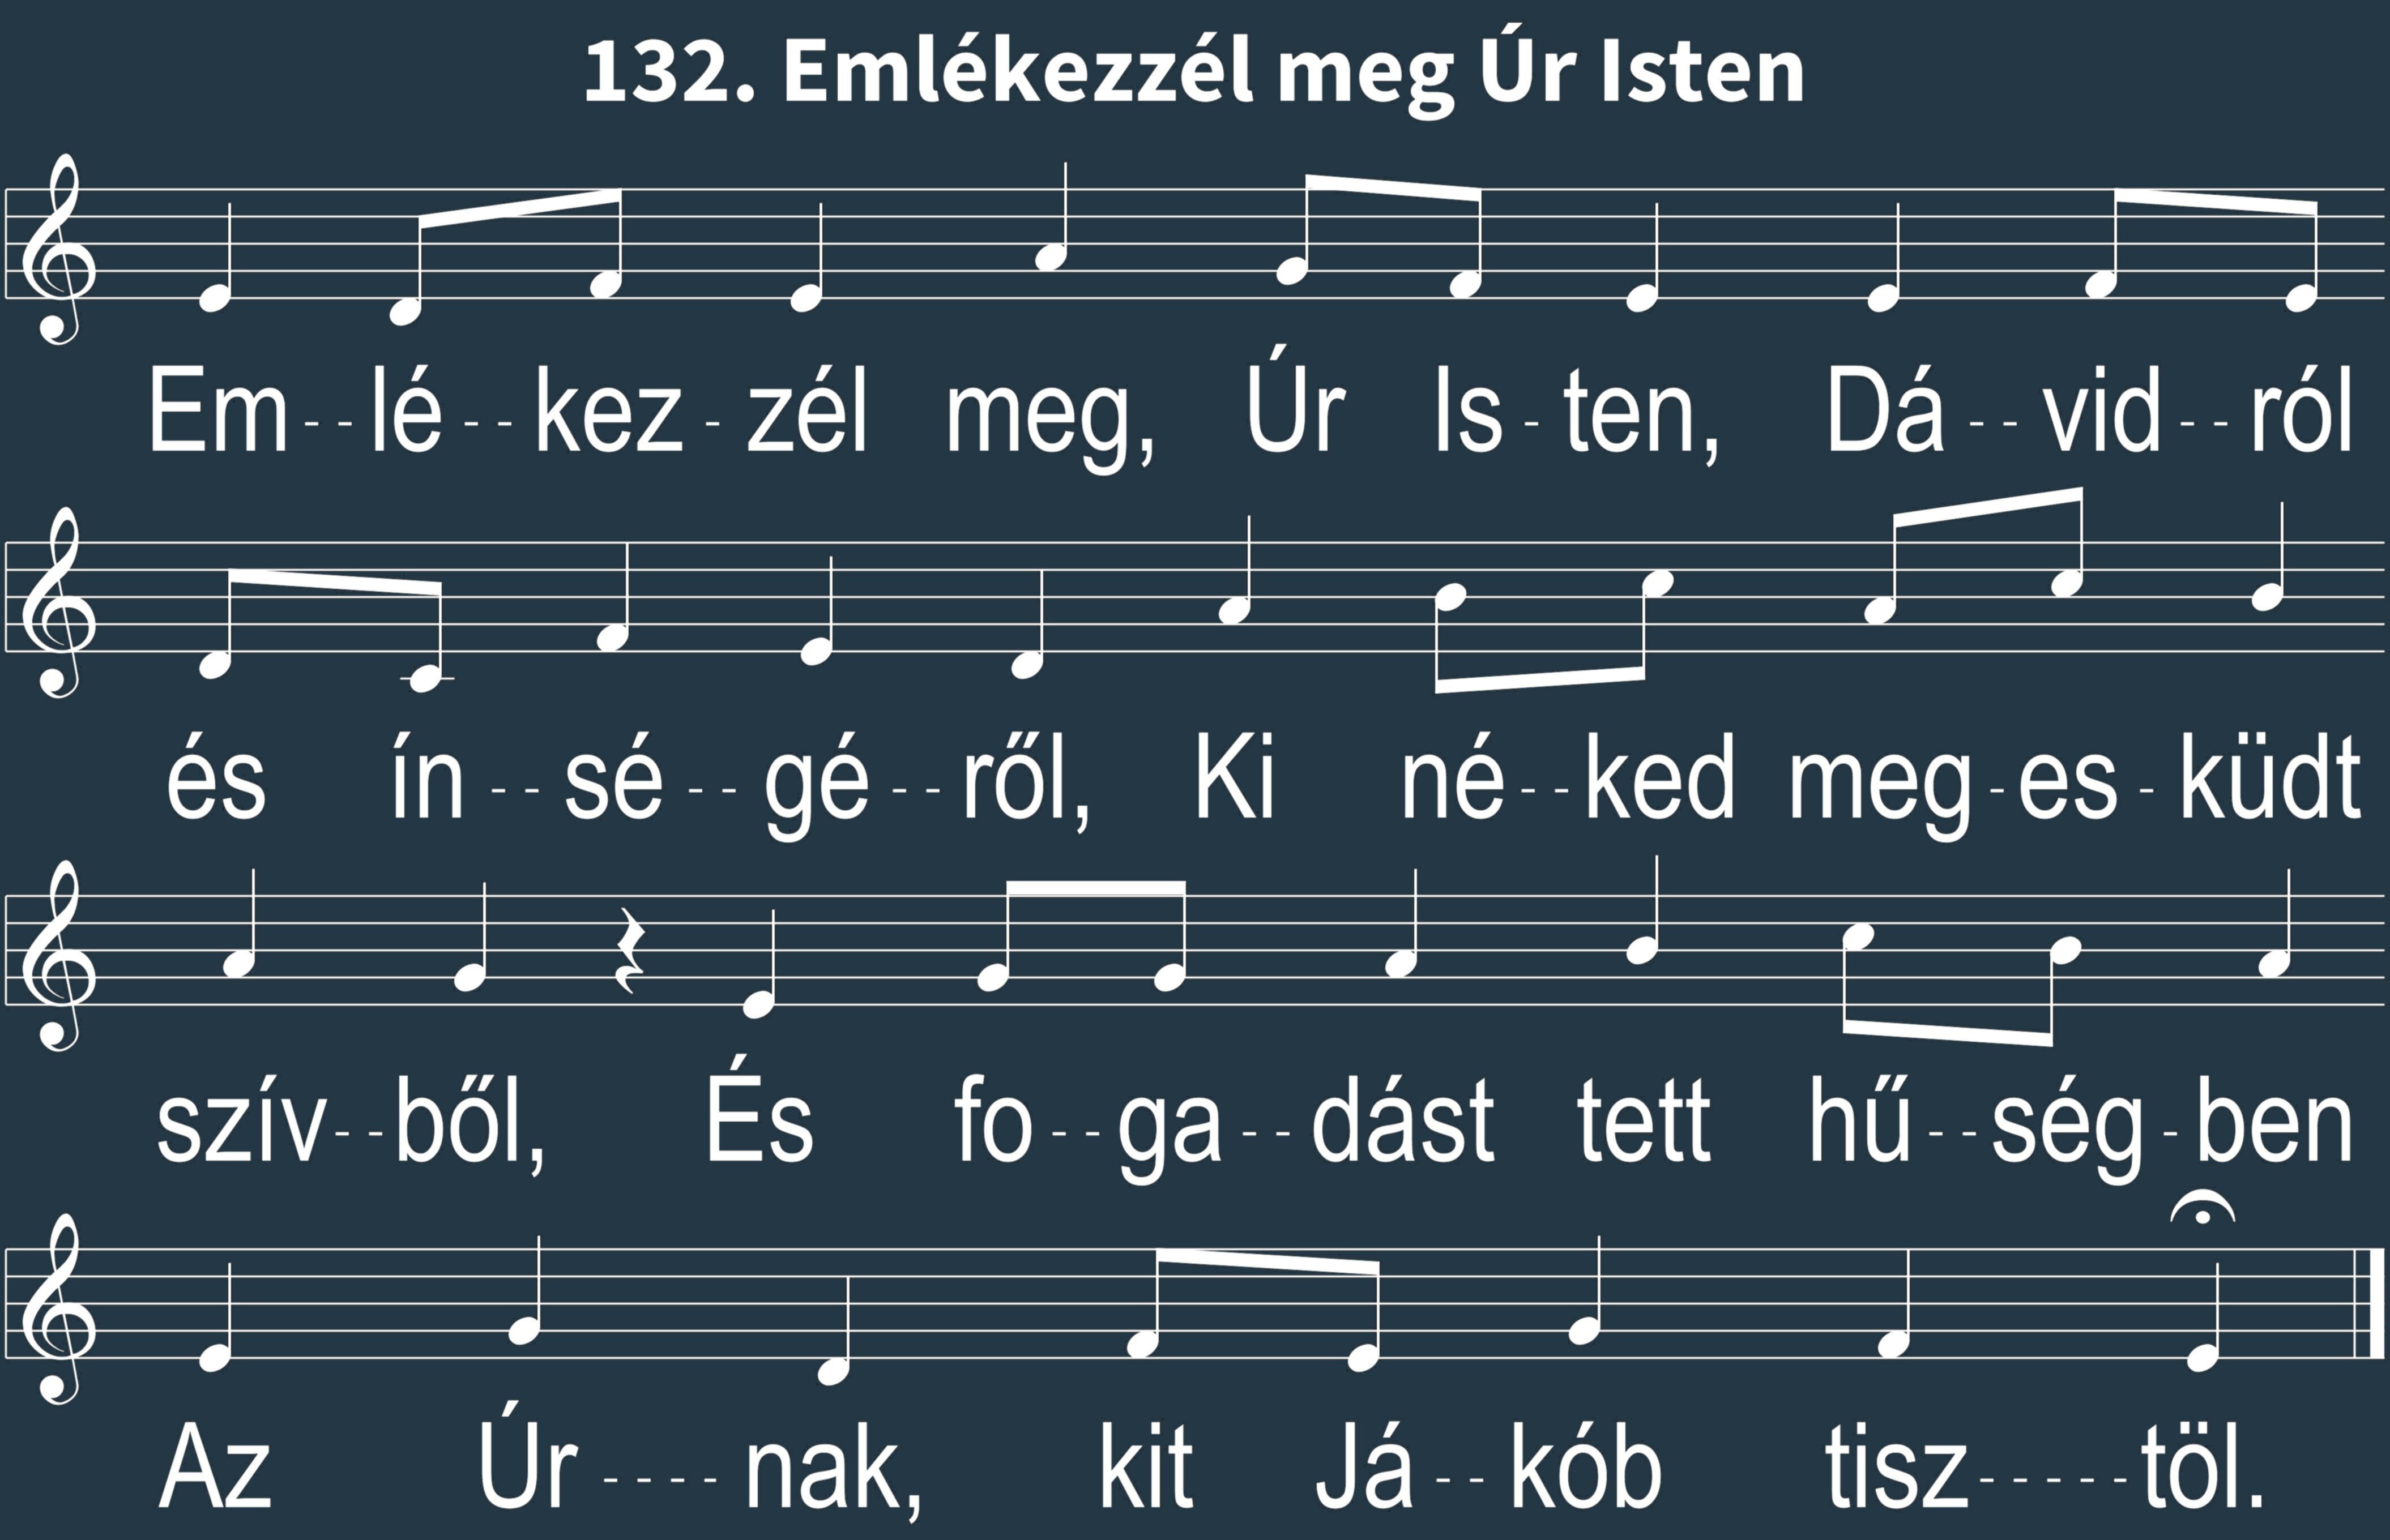 132. Emlékezzél meg Úr Isten
Em--lé--kez-zél meg, Úr Is-ten, Dá--vid--ról
és ín--sé--gé--ről, Ki né--ked meg-es-küdt
szív--ből, És fo--ga--dást tett hű--ség-ben
Az Úr----nak, kit Já--kób tisz-----töl.